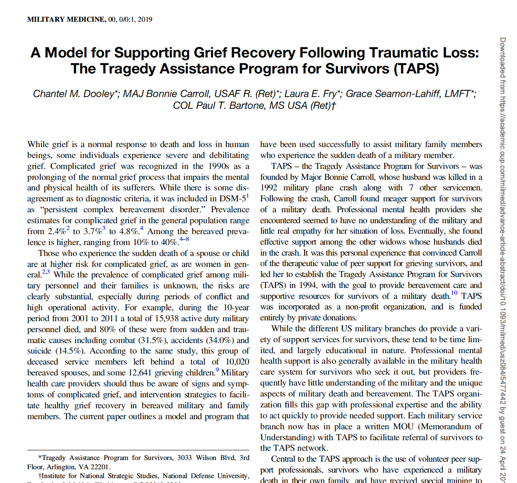 MILITARY MEDICINE, 00, 0/0:1, 2019
A Model for Supporting Grief Recovery Following Traumatic Loss:
The Tragedy Assistance Program for Survivors (TAPS)
Chantel M. Dooley*; MAJ Bonnie Carroll, USAF R. (Ret)*; Laura E. Fry*; Grace Seamon-Lahiff, LMFT*;
COL Paul T. Bartone, MS USA (Ret)†
While grief is a normal response to death and loss in human
beings, some individuals experience severe and debilitating
grief. Complicated grief was recognized in the 1990s as a
prolonging of the normal grief process that impairs the mental
and physical health of its sufferers. While there is some dis-
agreement as to diagnostic criteria, it was included in DSM-5¹
as “persistent complex bereavement disorder.” Prevalence
estimates for complicated grief in the general population range
from 2.4%² to 3.7%³ to 4.8%.⁴ Among the bereaved preva-
lence is higher, ranging from 10% to 40%.⁴⁻⁸
Those who experience the sudden death of a spouse or child
are at higher risk for complicated grief, as are women in gen-
eral.²,³ While the prevalence of complicated grief among mili-
tary personnel and their families is unknown, the risks are
clearly substantial, especially during periods of conflict and
high operational activity. For example, during the 10-year
period from 2001 to 2011 a total of 15,938 active duty military
personnel died, and 80% of these were from sudden and trau-
matic causes including combat (31.5%), accidents (34.0%) and
suicide (14.5%). According to the same study, this group of
deceased service members left behind a total of 10,020
bereaved spouses, and some 12,641 grieving children.⁹ Military
health care providers should thus be aware of signs and symp-
toms of complicated grief, and intervention strategies to facili-
tate healthy grief recovery in bereaved military and family
members. The current paper outlines a model and program that
*Tragedy Assistance Program for Survivors, 3033 Wilson Blvd, 3rd
Floor, Arlington, VA 22201.
†Institute for National Strategic Studies, National Defense University,
have been used successfully to assist military family members
who experience the sudden death of a military member.
TAPS – the Tragedy Assistance Program for Survivors – was
founded by Major Bonnie Carroll, whose husband was killed in a
1992 military plane crash along with 7 other servicemen.
Following the crash, Carroll found meager support for survivors
of a military death. Professional mental health providers she
encountered seemed to have no understanding of the military and
little real empathy for her situation of loss. Eventually, she found
effective support among the other widows whose husbands died
in the crash. It was this personal experience that convinced Carroll
of the therapeutic value of peer support for grieving survivors, and
led her to establish the Tragedy Assistance Program for Survivors
(TAPS) in 1994, with the goal to provide bereavement care and
supportive resources for survivors of a military death.¹⁰ TAPS
was incorporated as a non-profit organization, and is funded
entirely by private donations.
While the different US military branches do provide a vari-
ety of support services for survivors, these tend to be time lim-
ited, and largely educational in nature. Professional mental
health support is also generally available in the military health
care system for survivors who seek it out, but providers fre-
quently have little understanding of the military and the unique
aspects of military death and bereavement. The TAPS organi-
zation fills this gap with professional expertise and the ability
to act quickly to provide needed support. Each military service
branch now has in place a written MOU (Memorandum of
Understanding) with TAPS to facilitate referral of survivors to
the TAPS network.
Central to the TAPS approach is the use of volunteer peer sup-
port professionals, survivors who have experienced a military
death in their own family, and have received special training to
Downloaded from https://academic.oup.com/milmed/advance-article-abstract/doi/10.1093/milmed/usz084/5477442 by guest on 24 April